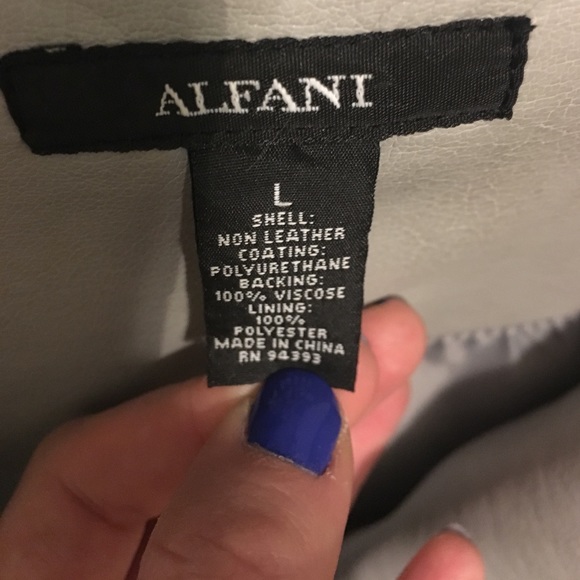 ALFANI
L
SHELL:
NON LEATHER
COATING:
POLYURETHANE
BACKING:
100% VISCOSE
LINING:
100%
POLYESTER
MADE IN CHINA
RN 94393